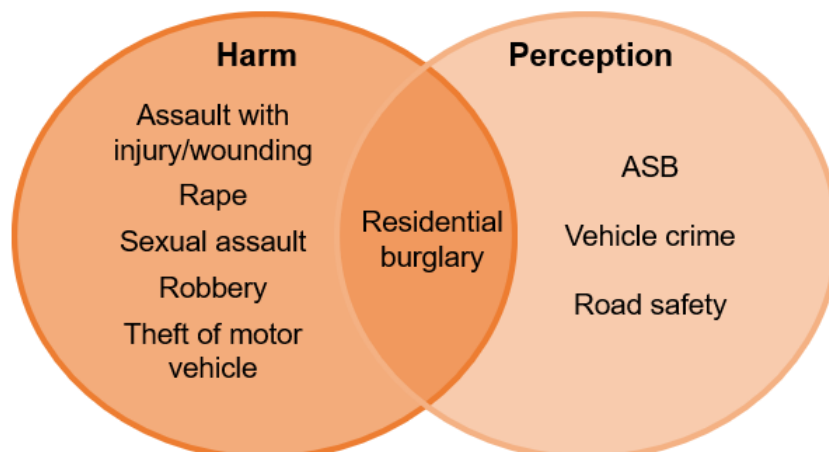 Harm
Assault with
injury/wounding
Rape
Sexual assault
Robbery
Theft of motor
vehicle
Residential
burglary
Perception
ASB
Vehicle crime
Road safety